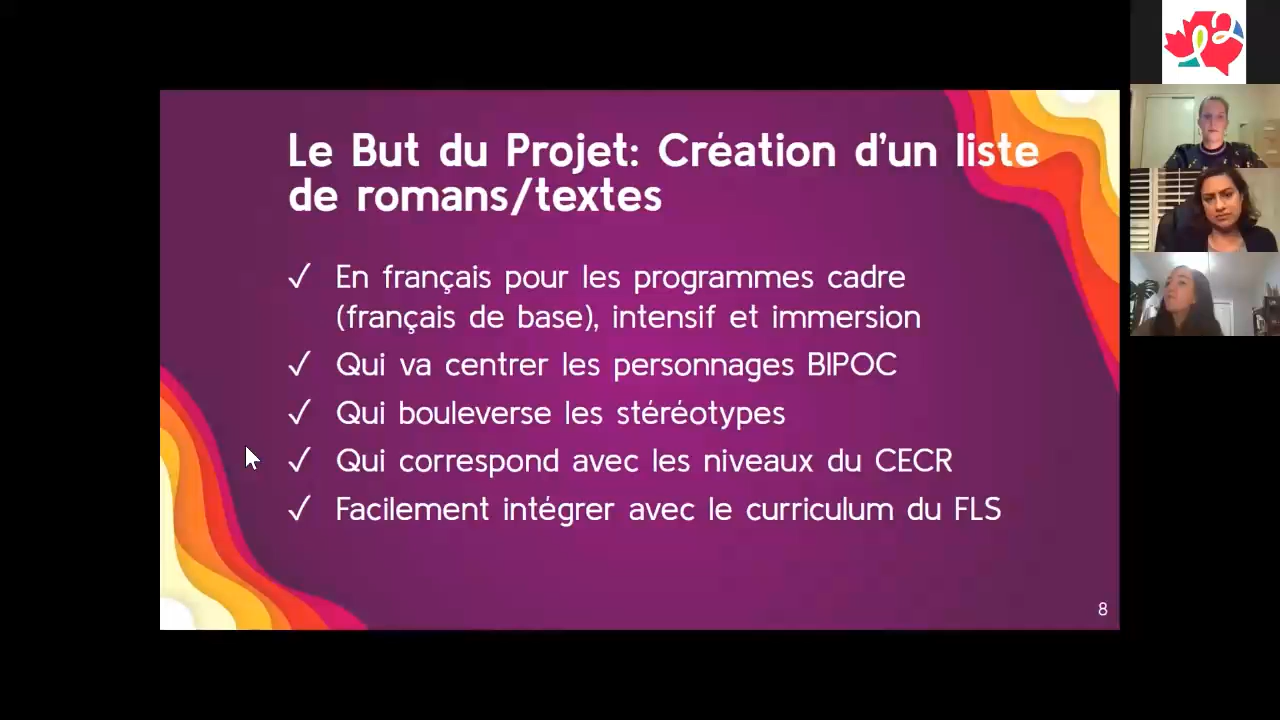 Le But du Projet: Création d'un liste
de romans/textes
✓ En français pour les programmes cadre
(français de base), intensif et immersion
✓ Qui va centrer les personnages BIPOC
✓ Qui bouleverse les stéréotypes
✓ Qui correspond avec les niveaux du CECR
✓ Facilement intégrer avec le curriculum du FLS
8